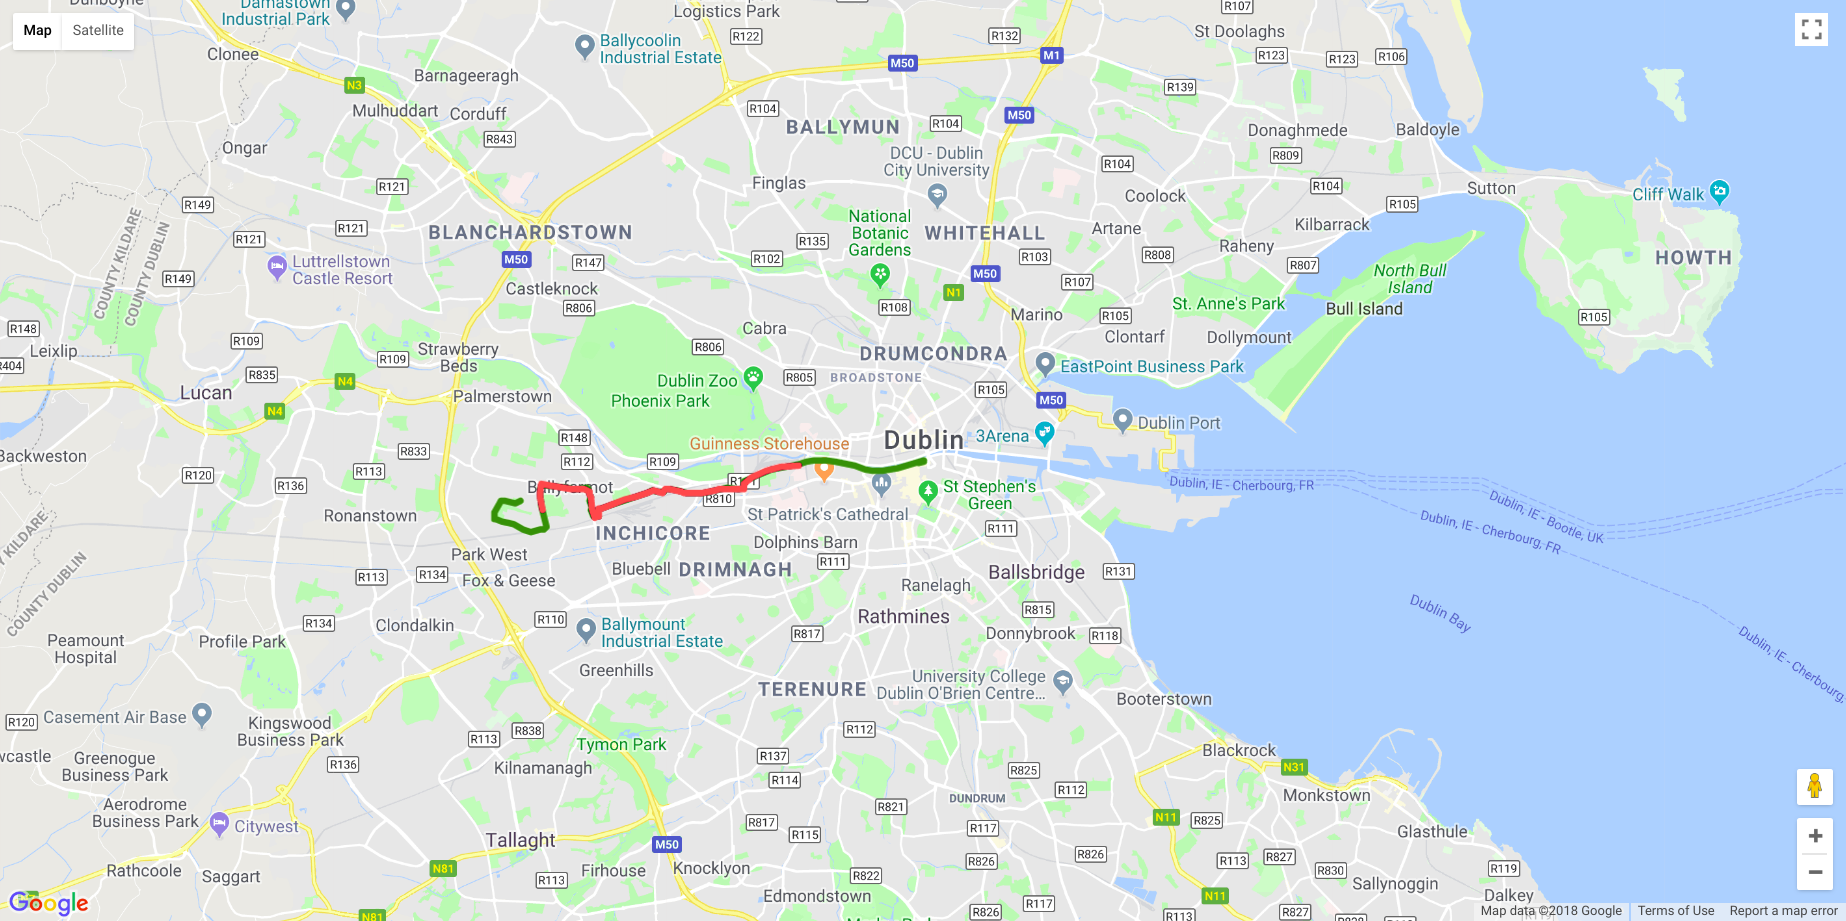 Dunboyne
Damastown
Industrial Park
Map
Satellite
Clonee
N3
Barnageeragh
Mulhuddart
Corduff
Ongar
R843
Ballycoolin
Industrial Estate
Logistics Park
R122
R132
M1
R107
St Doolaghs
R123
R123
R106
M50
R104
R139
M50
BALLYMUN
R104
Donaghmede
Baldoyle
R809
DCU - Dublin
City University
R104
Finglas
Coolock
R104
Sutton
Cliff Walk
R121
R149
R105
COUNTY KILDARE
COUNTY DUBLIN
R121
R121
BLANCHARDSTOWN
National
Botanic
Gardens
WHITEHALL
Artane
Kilbarrack
R135
Raheny
M50
R147
R102
R103
R808
R807
HOWTH
Luttrellstown
Castle Resort
R149
Castleknock
M50
R107
North Bull
Island
N1
R108
R806
St. Anne's Park
Bull Island
Marino
R105
R105
R148
Cabra
Clontarf
Dollymount
Leixlip
R109
R404
Strawberry
Beds
R109
R806
DRUMCONDRA
EastPoint Business Park
R835
N4
Dublin Zoo
R805
BROADSTONE
Lucan
Palmerstown
Phoenix Park
R105
M50
N4
Dublin Port
Backweston
R148
Guinness Storehouse
Dublin
3Arena
R833
R112
R109
R120
R113
R136
Ballyfermot
R810
St Stephen's
Green
Dublin, IE - Cherbourg, FR
Dublin, IE - Bootle, UK
Ronanstown
St Patrick's Cathedral
Dublin, IE - Cherbourg, FR
INCHICORE
R111
Dolphins Barn
Park West
R111
COUNTY KILDARE
COUNTY DUBLIN
R113
R134
Fox & Geese
Bluebell
DRIMNAGH
Ranelagh
Ballsbridge
R131
R815
Dublin Bay
Rathmines
R110
R134
Clondalkin
Ballymount
Industrial Estate
R817
Donnybrook
R118
Dublin, IE - Cherbourg,
Peamount
Hospital
Profile Park
Greenhills
University College
Dublin O'Brien Centre...
TERENURE
Booterstown
R120
Casement Air Base
Kingswood
Business Park
R113
R838
R112
Tymon Park
Blackrock
N31
Greenogue
Business Park
R136
Kilnamanagh
R137
R114
R825
R112
Monkstown
DUNDRUM
Aerodrome
Business Park
R821
N11
R825
Citywest
R817
R115
R117
Glasthule
Tallaght
M50
R826
R826
R113
R827
R119
Rathcoole
Saggart
N81
R113
Firhouse
Knocklyon
R822
R830
Sallynoggin
Edmondstown
R117
N11
Dalkey
N81
R826
R113
R827
Google
Map data ©2018 Google
Terms of Use
Report a map error